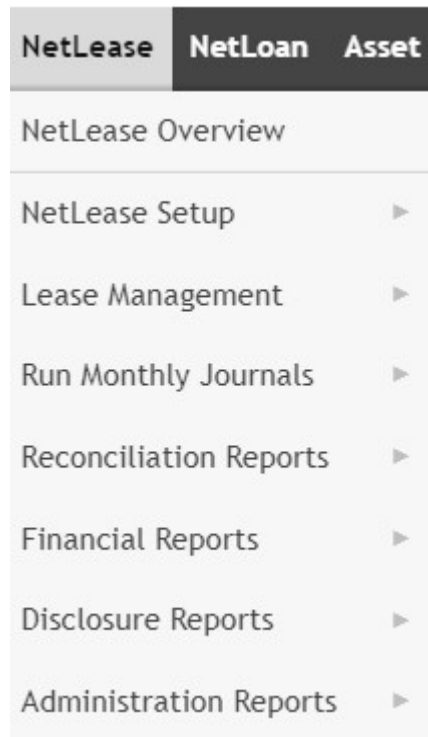 NetLease NetLoan Asset
NetLease Overview
NetLease Setup
Lease Management
Run Monthly Journals
Reconciliation Reports
Financial Reports
Disclosure Reports
Administration Reports